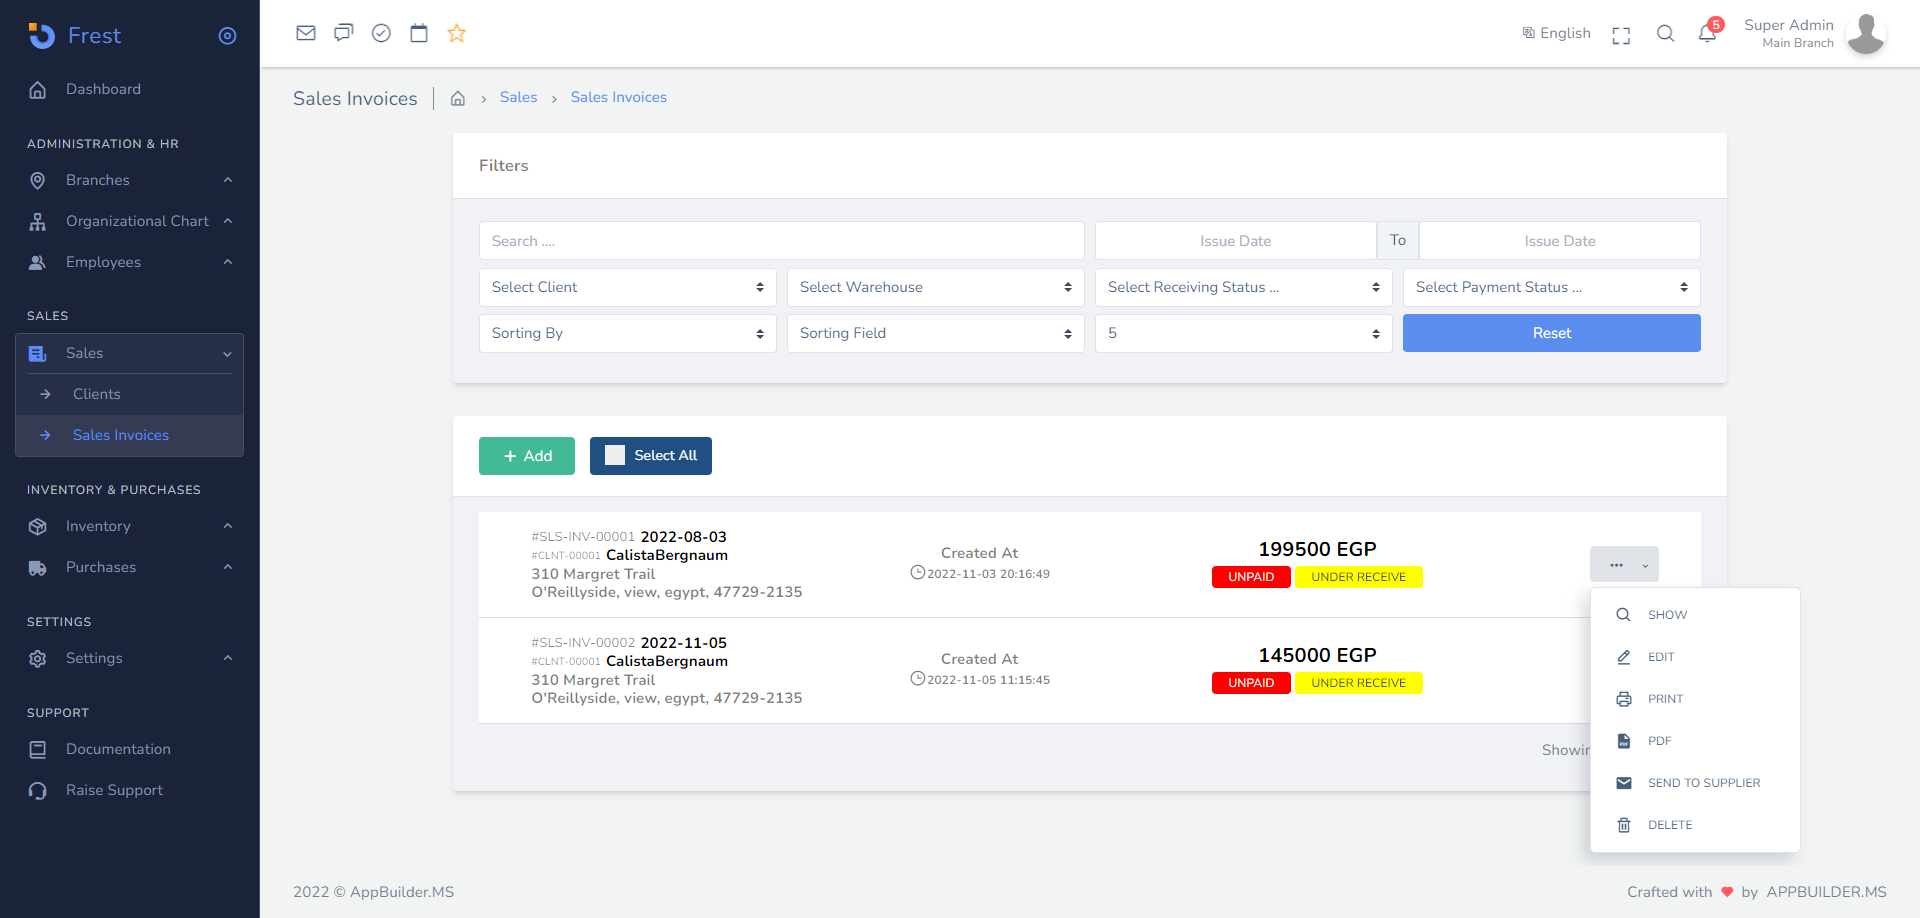 Frest
Dashboard
ADMINISTRATION & HR
Branches
Organizational Chart
Employees
SALES
Sales
Clients
Sales Invoices
INVENTORY & PURCHASES
Inventory
Purchases
SETTINGS
Settings
SUPPORT
Documentation
Raise Support
English
5
Super Admin
Main Branch
Sales Invoices
Sales
Sales Invoices
Filters
Search ....
Issue Date To Issue Date
Select Client
Select Warehouse
Select Receiving Status ...
Select Payment Status ...
Sorting By
Sorting Field
5
Reset
+ Add
Select All
#SLS-INV-00001 2022-08-03
#CLNT-00001 CalistaBergnaum
310 Margret Trail
O'Reillyside, view, egypt, 47729-2135
Created At
2022-11-03 20:16:49
199500 EGP
UNPAID UNDER RECEIVE
#SLS-INV-00002 2022-11-05
#CLNT-00001 CalistaBergnaum
310 Margret Trail
O'Reillyside, view, egypt, 47729-2135
Created At
2022-11-05 11:15:45
145000 EGP
UNPAID UNDER RECEIVE
SHOW
EDIT
PRINT
PDF
SEND TO SUPPLIER
DELETE
2022 © AppBuilder.MS
Crafted with ❤ by APPBUILDER.MS